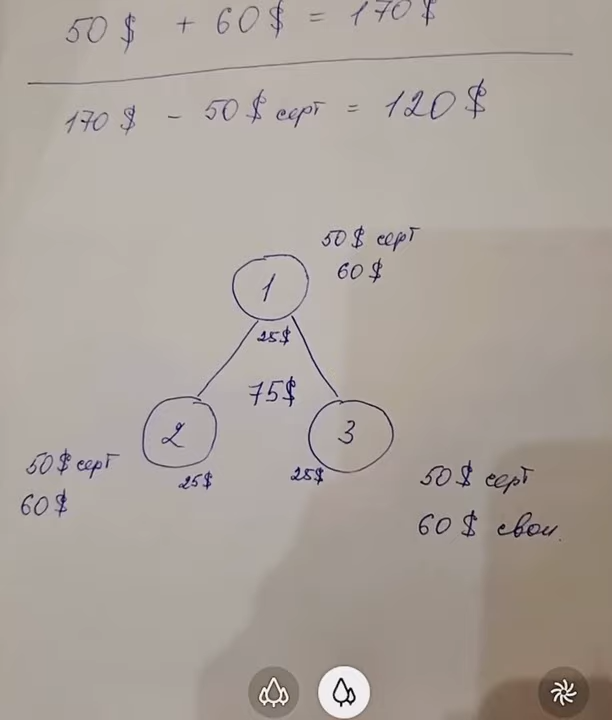 50$ + 60$ = 170$
170$ - 50$ серт = 120$
50$ серт
60$
1
25$
75$
2
3
50$ серт
60$
25$
25$
50$ серт
60$ свои.